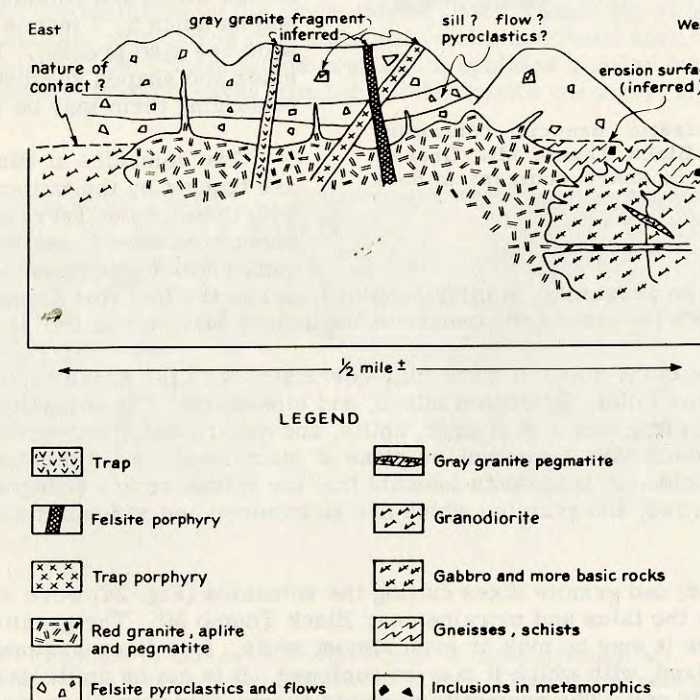 East
gray granite fragment
inferred
sill ? flow ?
pyroclastics ?
nature of
contact ?
erosion
(inferred)
½ mile ±
LEGEND
Trap
Gray granite pegmatite
Felsite porphyry
Granodiorite
Trap porphyry
Gabbro and more basic rocks
Red granite, aplite
and pegmatite
Gneisses, schists
Felsite pyroclastics and flows
Inclusions in metamorphics